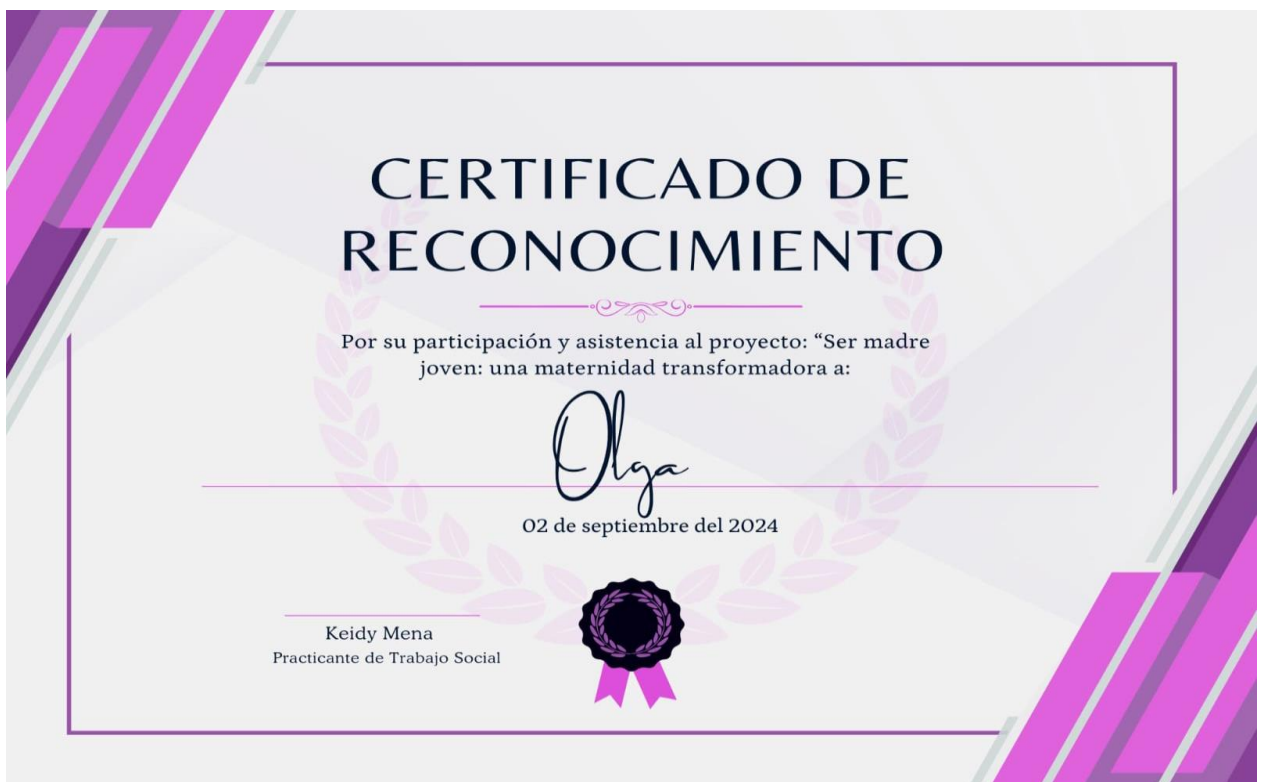 CERTIFICADO DE
RECONOCIMIENTO
Por su participación y asistencia al proyecto: “Ser madre
joven: una maternidad transformadora a:
Olga
02 de septiembre del 2024
Keidy Mena
Practicante de Trabajo Social